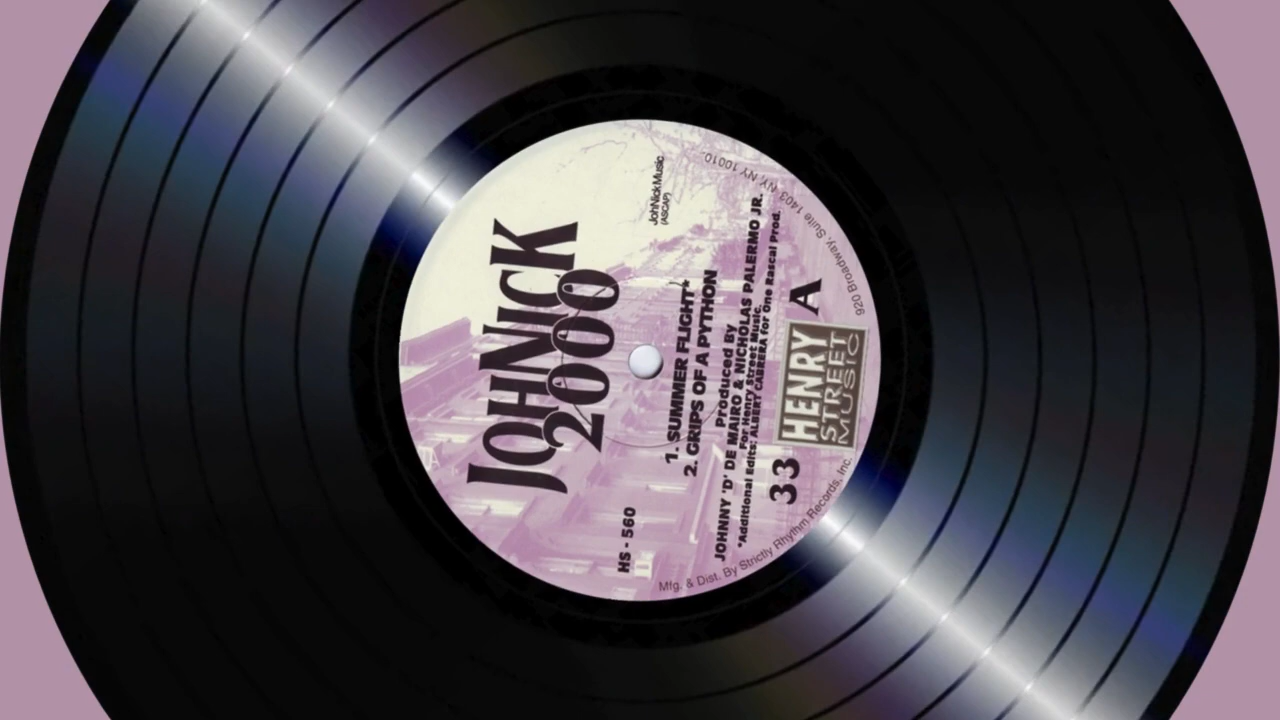 JOHNICK
2000
JohNickMusic
(ASCAP)
HS - 560
1. SUMMER FLIGHT*
2. GRIPS OF A PYTHON
Produced By
JOHNNY 'D' DE MAIRO & NICHOLAS PALERMO JR.
For Henry Street Music.
*Additional Edits: ALBERT CABRERA for One Rascal Prod.
33
HENRY
STREET
MUSIC
A
Mfg. & Dist. By Strictly Rhythm Records, Inc.
920 Broadway, Suite 1403 NY, NY 10010.